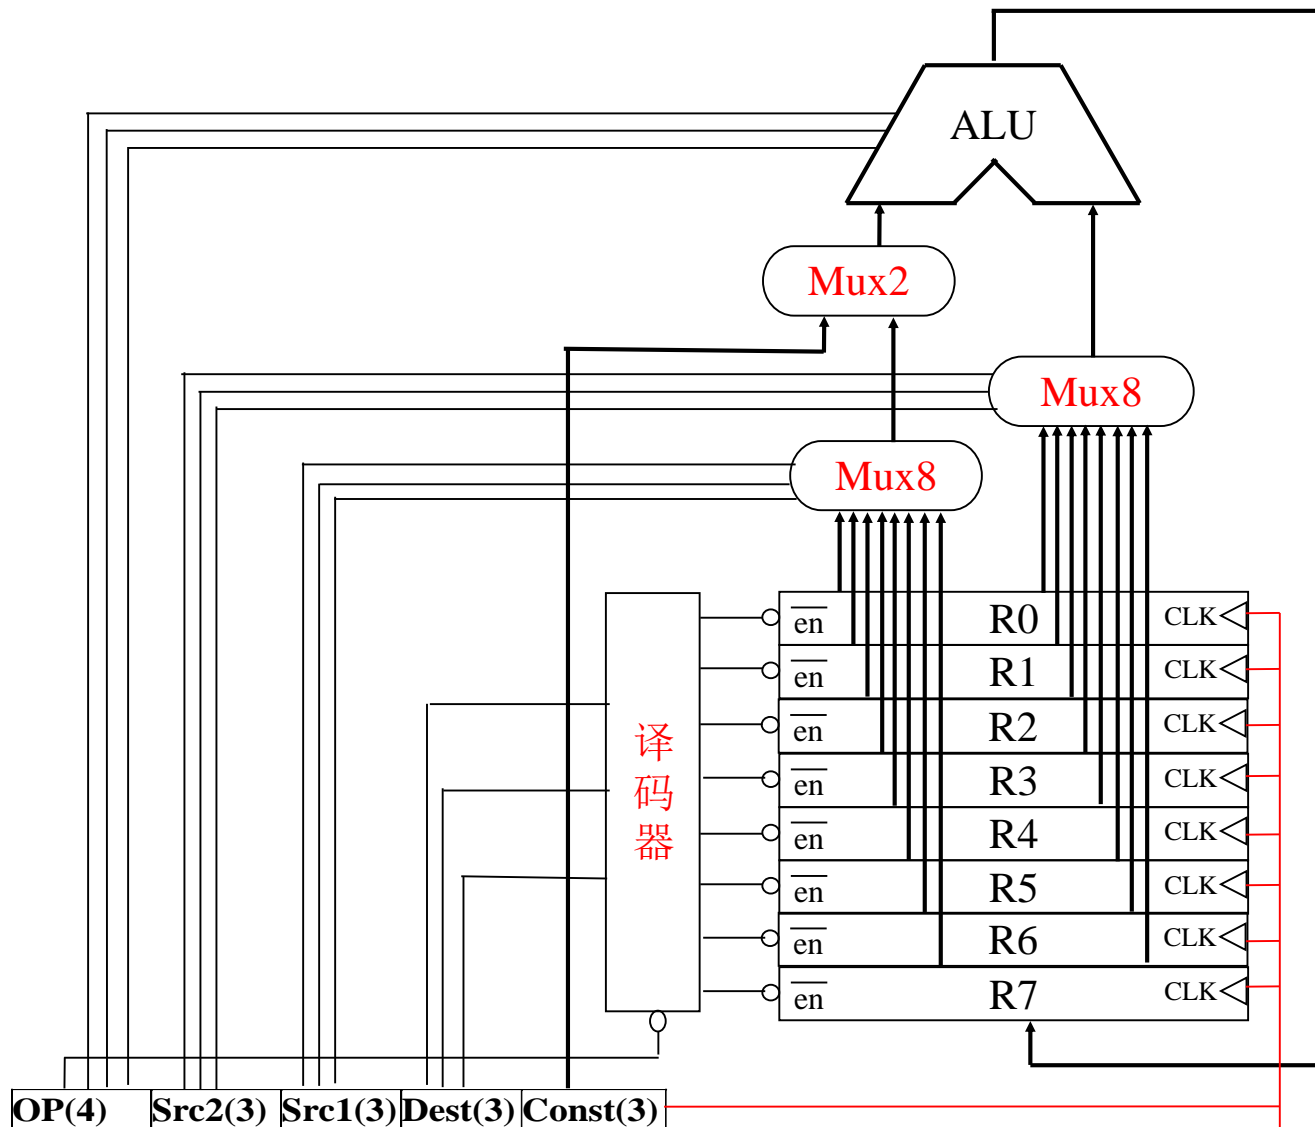 ALU
Mux2
Mux8
Mux8
en R0 CLK
en R1 CLK
en R2 CLK
en R3 CLK
en R4 CLK
en R5 CLK
en R6 CLK
en R7 CLK
译
码
器
OP(4) Src2(3) Src1(3) Dest(3) Const(3)